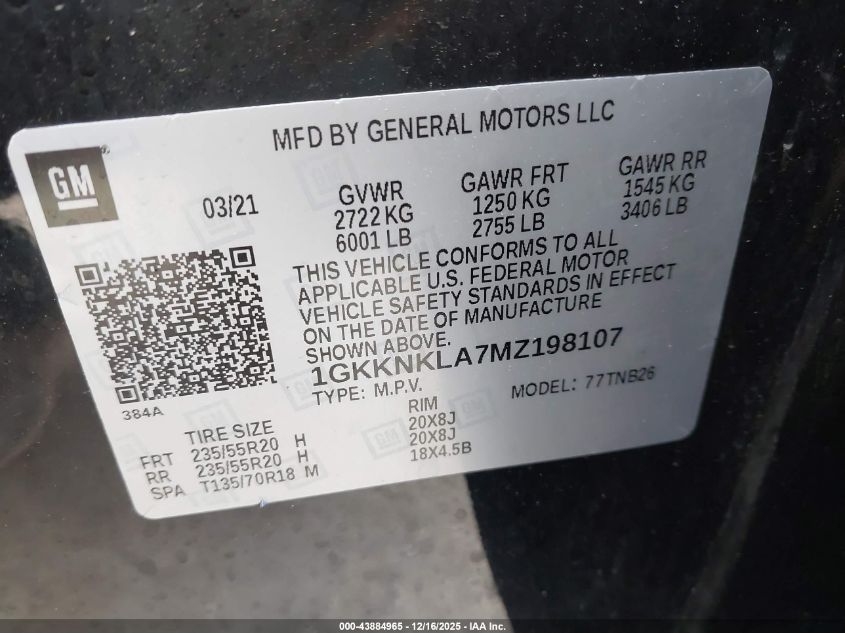 MFD BY GENERAL MOTORS LLC
GM
03/21
GVWR
2722 KG
6001 LB
GAWR FRT
1250 KG
2755 LB
GAWR RR
1545 KG
3406 LB
THIS VEHICLE CONFORMS TO ALL
APPLICABLE U.S. FEDERAL MOTOR
VEHICLE SAFETY STANDARDS IN EFFECT
ON THE DATE OF MANUFACTURE
SHOWN ABOVE.
1GKKNKLA7MZ198107
TYPE: M.P.V. MODEL: 77TNB26
384A
TIRE SIZE RIM
FRT 235/55R20 H 20X8J
RR 235/55R20 H 20X8J
SPA T135/70R18 M 18X4.5B
000-43884965 - 12/16/2025 - IAA Inc.